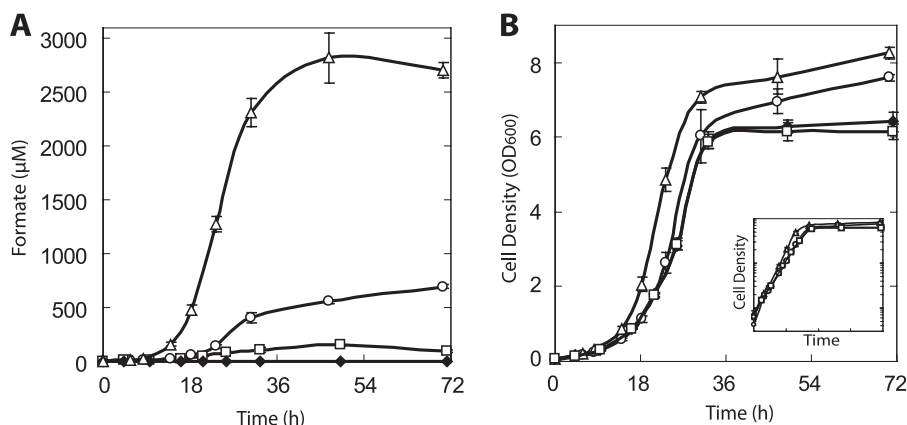 A
3000
2500
2000
1500
1000
500
0
Formate (µM)
0 18 36 54 72
Time (h)
B
8
6
4
2
0
Cell Density (OD600)
0 18 36 54 72
Time (h)
Cell Density
Time